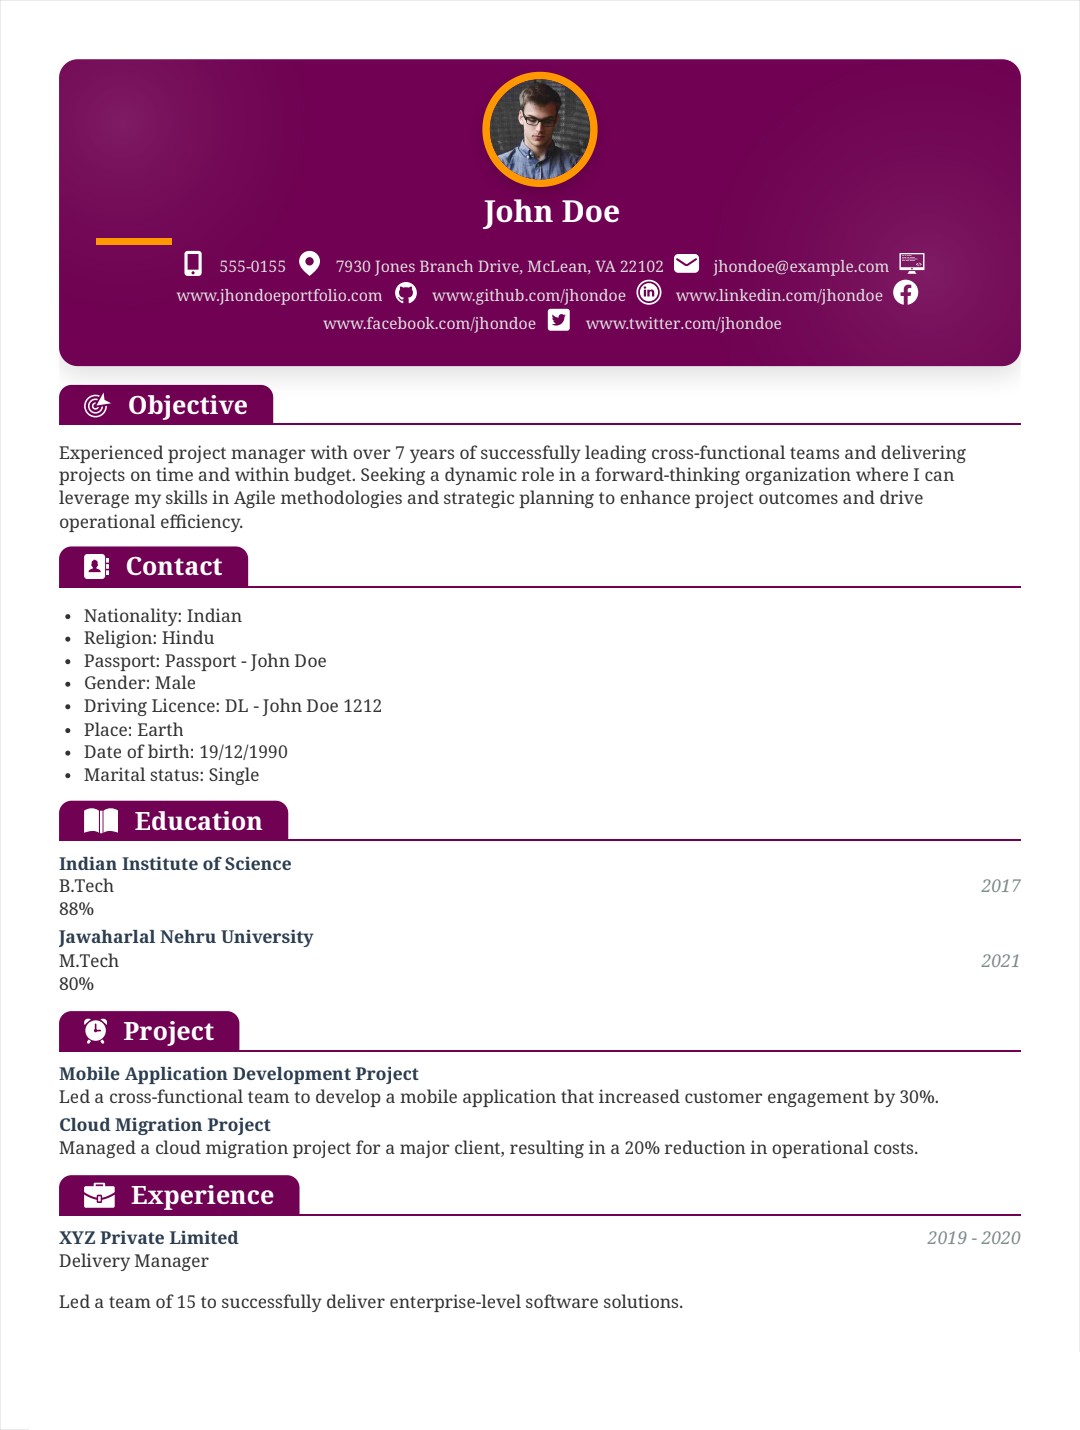 John Doe
555-0155 7930 Jones Branch Drive, McLean, VA 22102 jhondoe@example.com
www.jhondoeportfolio.com www.github.com/jhondoe www.linkedin.com/jhondoe
www.facebook.com/jhondoe www.twitter.com/jhondoe
Objective
Experienced project manager with over 7 years of successfully leading cross-functional teams and delivering
projects on time and within budget. Seeking a dynamic role in a forward-thinking organization where I can
leverage my skills in Agile methodologies and strategic planning to enhance project outcomes and drive
operational efficiency.
Contact
• Nationality: Indian
• Religion: Hindu
• Passport: Passport - John Doe
• Gender: Male
• Driving Licence: DL - John Doe 1212
• Place: Earth
• Date of birth: 19/12/1990
• Marital status: Single
Education
Indian Institute of Science
B.Tech 2017
88%
Jawaharlal Nehru University
M.Tech 2021
80%
Project
Mobile Application Development Project
Led a cross-functional team to develop a mobile application that increased customer engagement by 30%.
Cloud Migration Project
Managed a cloud migration project for a major client, resulting in a 20% reduction in operational costs.
Experience
XYZ Private Limited 2019 - 2020
Delivery Manager
Led a team of 15 to successfully deliver enterprise-level software solutions.